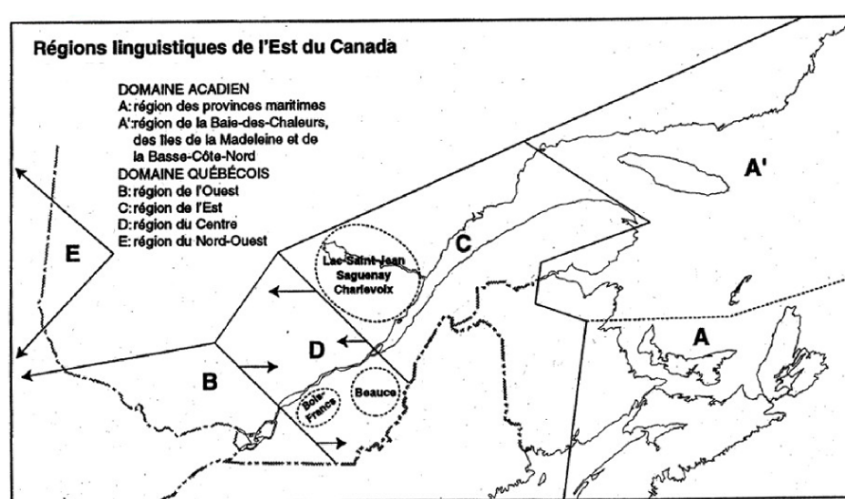 Régions linguistiques de l'Est du Canada
DOMAINE ACADIEN
A: région des provinces maritimes
A': région de la Baie-des-Chaleurs,
des îles de la Madeleine et de
la Basse-Côte-Nord
DOMAINE QUÉBÉCOIS
B: région de l'Ouest
C: région de l'Est
D: région du Centre
E: région du Nord-Ouest
A'
E
C
Lac-Saint-Jean
Saguenay
Charlevoix
A
D
B
Beauce
Bois-
France